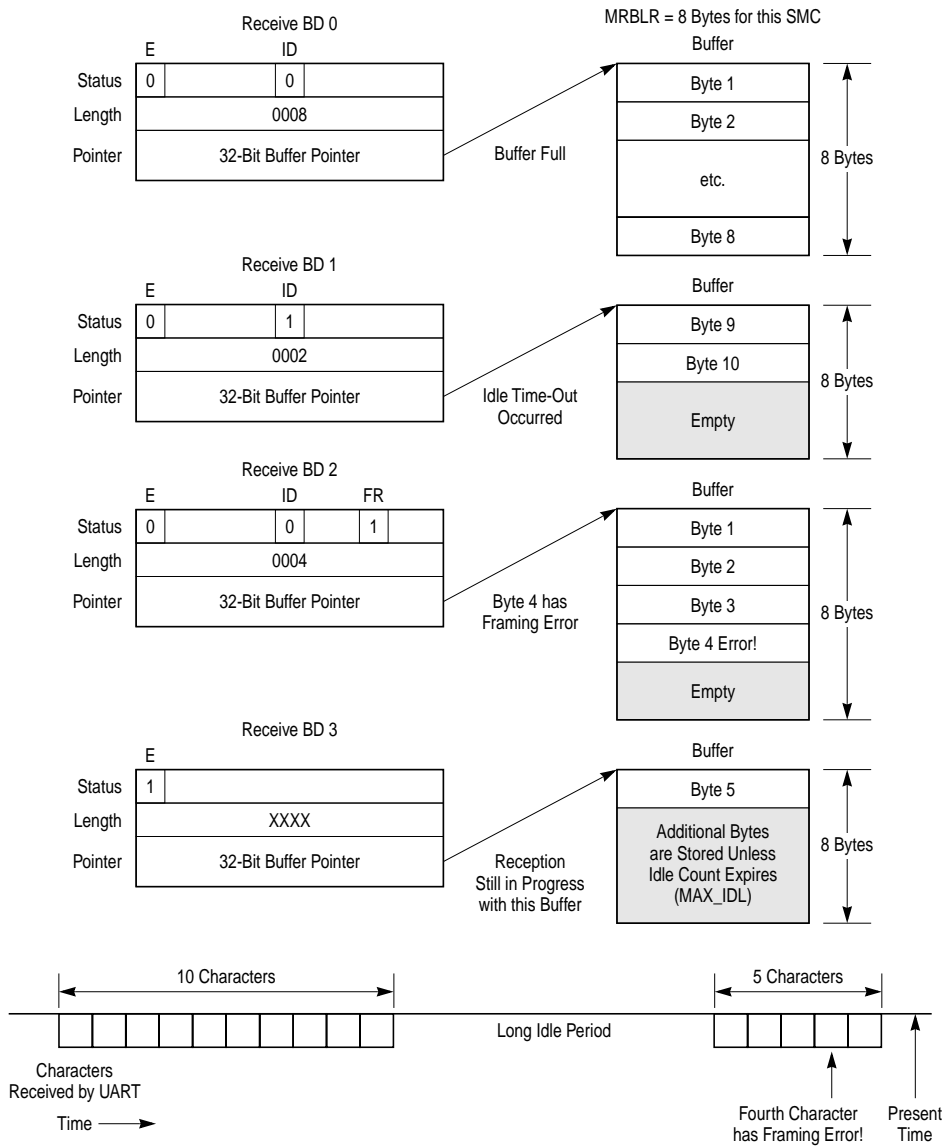 Receive BD 0
MRBLR = 8 Bytes for this SMC
E ID
Buffer
Status 0 0
Byte 1
Length 0008
Byte 2
Pointer 32-Bit Buffer Pointer
Buffer Full
etc.
8 Bytes
Byte 8
Receive BD 1
E ID
Buffer
Status 0 1
Byte 9
Length 0002
Byte 10
Pointer 32-Bit Buffer Pointer
Idle Time-Out
Occurred
Empty
8 Bytes
Receive BD 2
E ID FR
Buffer
Status 0 0 1
Byte 1
Length 0004
Byte 2
Pointer 32-Bit Buffer Pointer
Byte 4 has
Framing Error
Byte 3
Byte 4 Error!
Empty
8 Bytes
Receive BD 3
E
Buffer
Status 1
Byte 5
Length XXXX
Pointer 32-Bit Buffer Pointer
Reception
Still in Progress
with this Buffer
Additional Bytes
are Stored Unless
Idle Count Expires
(MAX_IDL)
8 Bytes
10 Characters
5 Characters
Long Idle Period
Characters
Received by UART
Time
Fourth Character
has Framing Error!
Present
Time